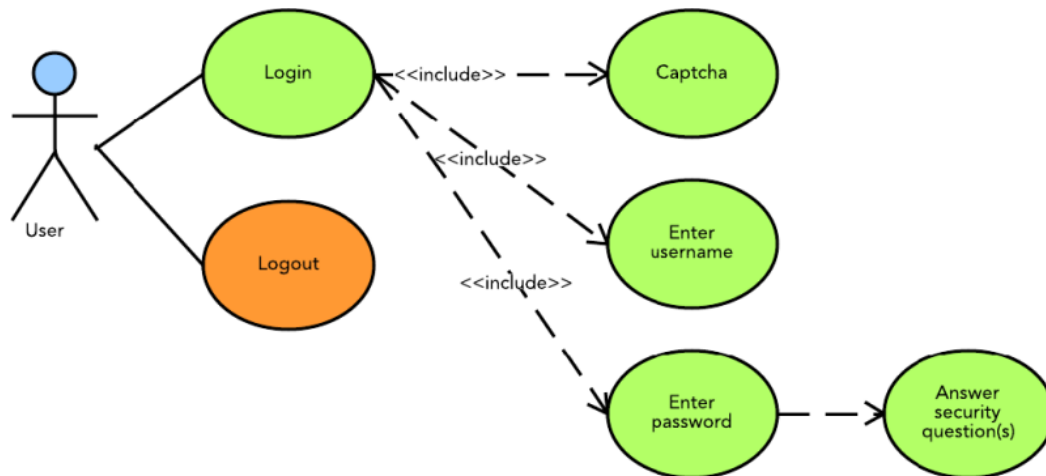 Login
<<include>>
Captcha
User
<<include>>
Enter
username
Logout
<<include>>
Enter
password
Answer
security
question(s)